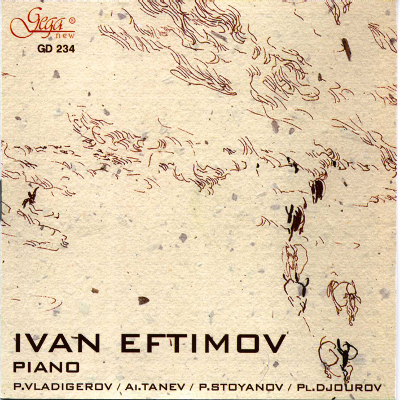 Gega ®
new
GD 234
IVAN EFTIMOV
PIANO
P.VLADIGEROV / Al.TANEV / P.STOYANOV / PL.DJOUROV